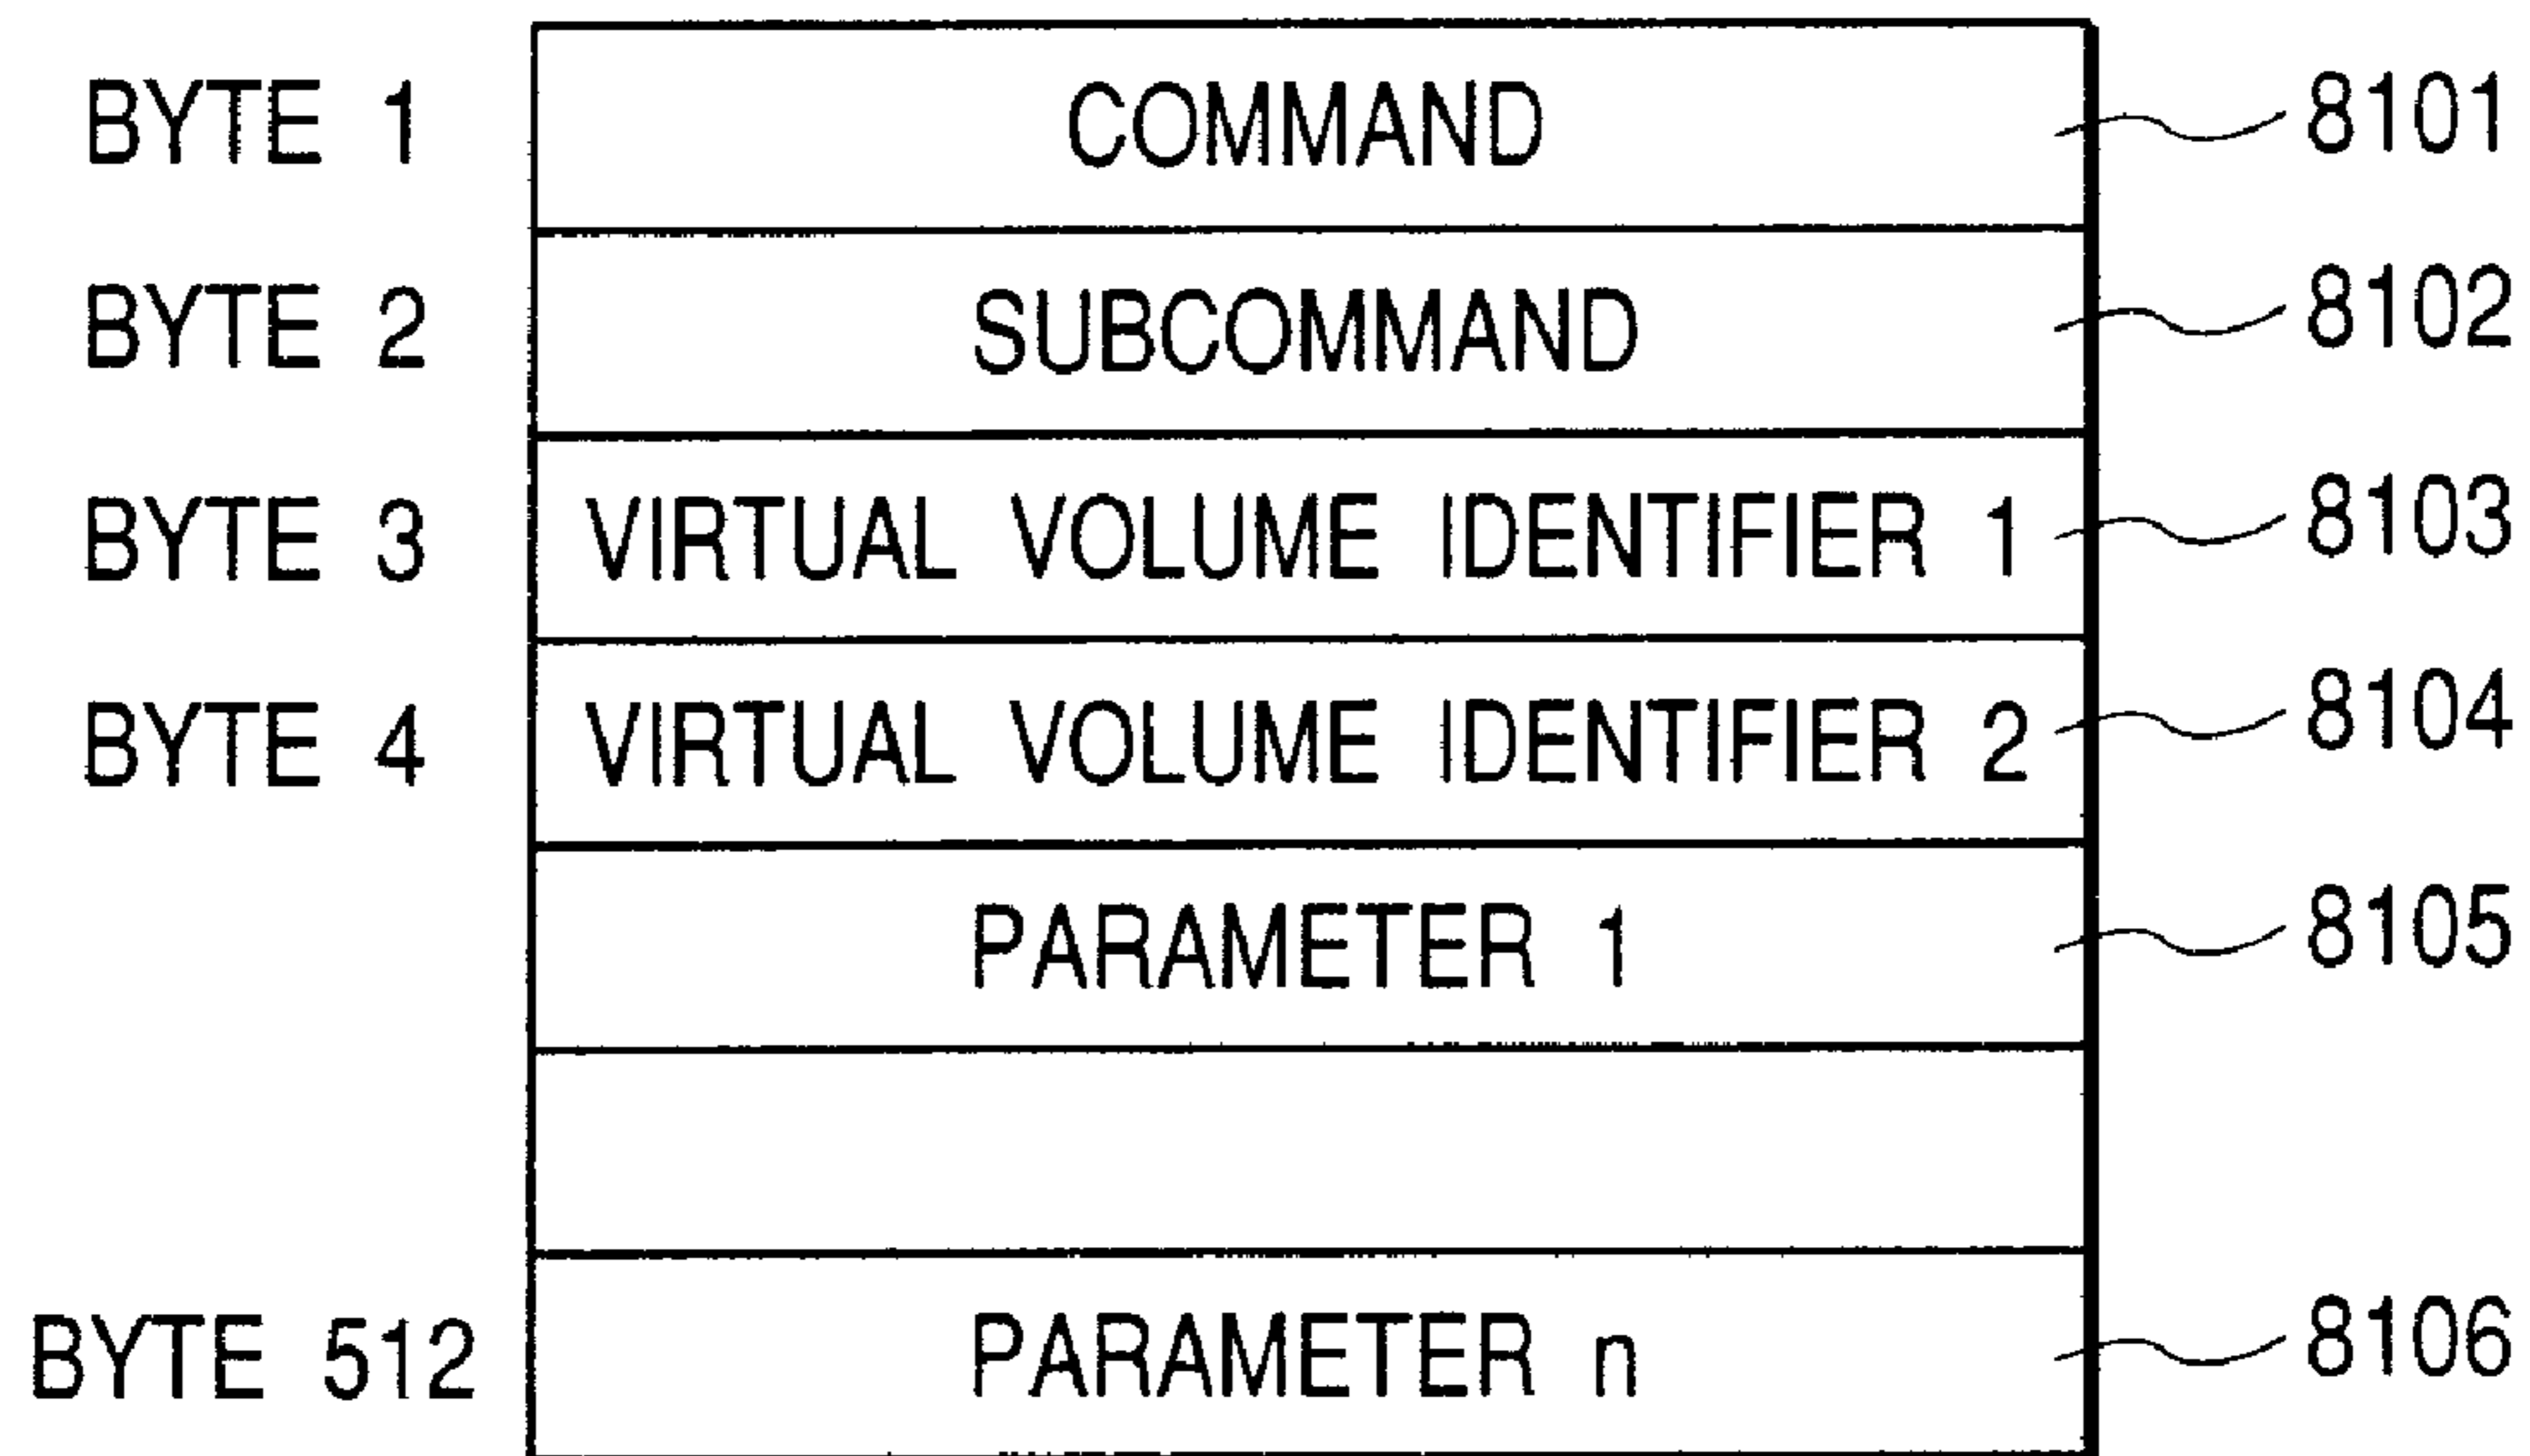 BYTE 1 COMMAND 8101
BYTE 2 SUBCOMMAND 8102
BYTE 3 VIRTUAL VOLUME IDENTIFIER 1 8103
BYTE 4 VIRTUAL VOLUME IDENTIFIER 2 8104
PARAMETER 1 8105
BYTE 512 PARAMETER n 8106